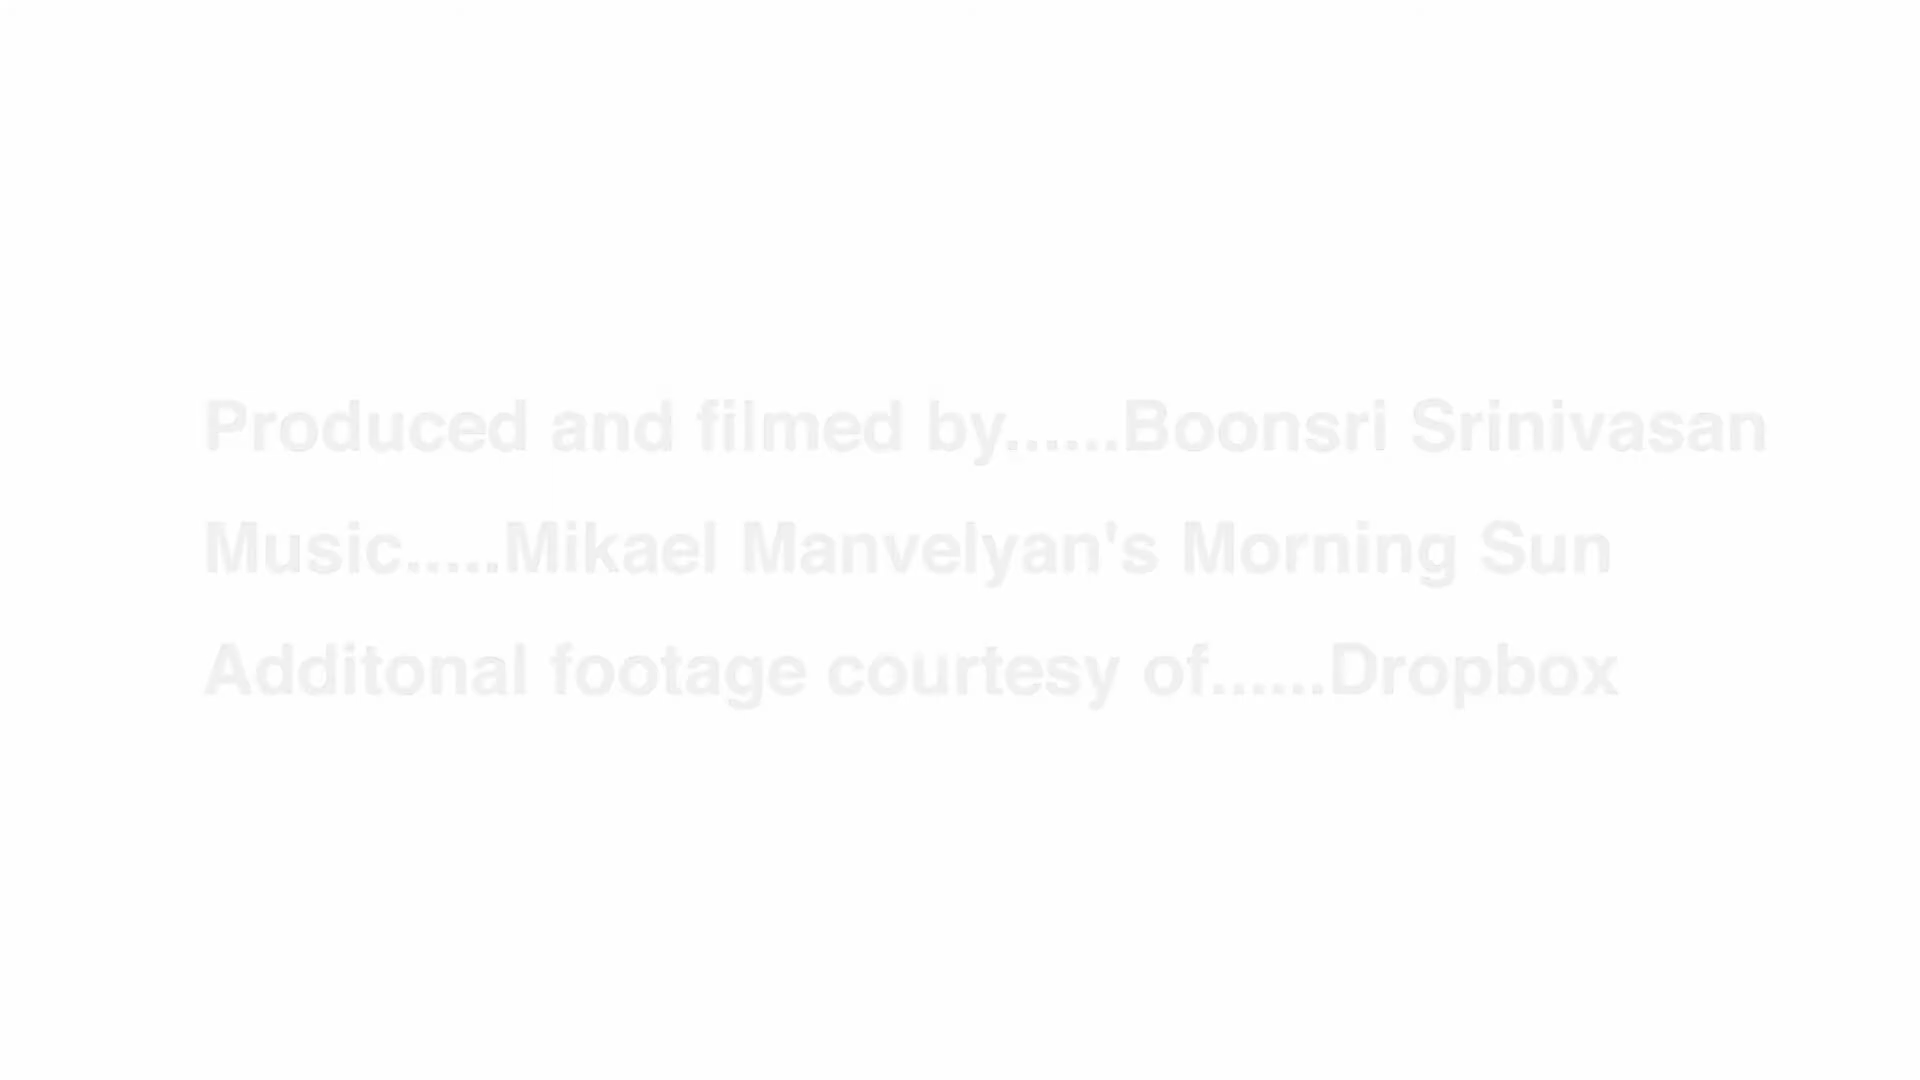 Produced and filmed by......Boonsri Srinivasan
Music.....Mikael Manvelyan's Morning Sun
Additonal footage courtesy of......Dropbox